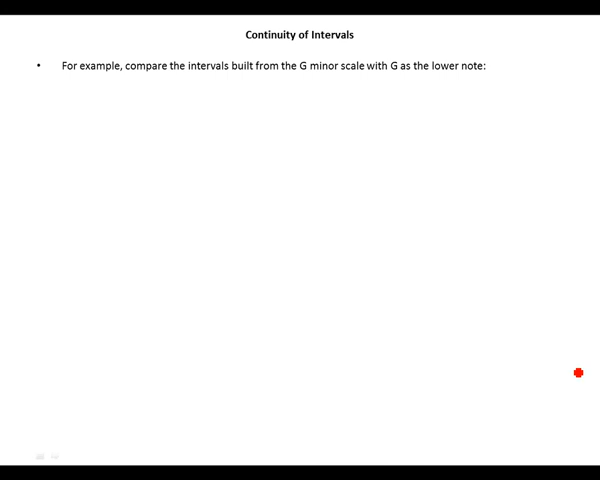 Continuity of Intervals
• For example, compare the intervals built from the G minor scale with G as the lower note: